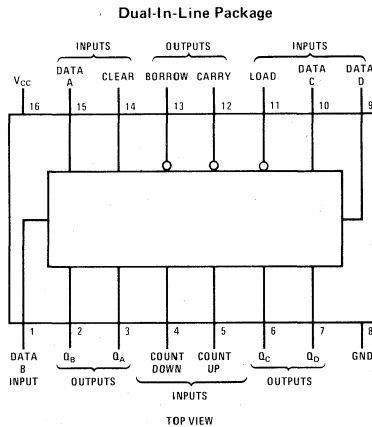 Dual-In-Line Package
INPUTS OUTPUTS INPUTS
VCC DATA A CLEAR BORROW CARRY LOAD DATA C DATA D
16 15 14 13 12 11 10 9
1 2 3 4 5 6 7 8
DATA B INPUT QB QA COUNT DOWN COUNT UP QC QD GND
OUTPUTS INPUTS OUTPUTS
TOP VIEW